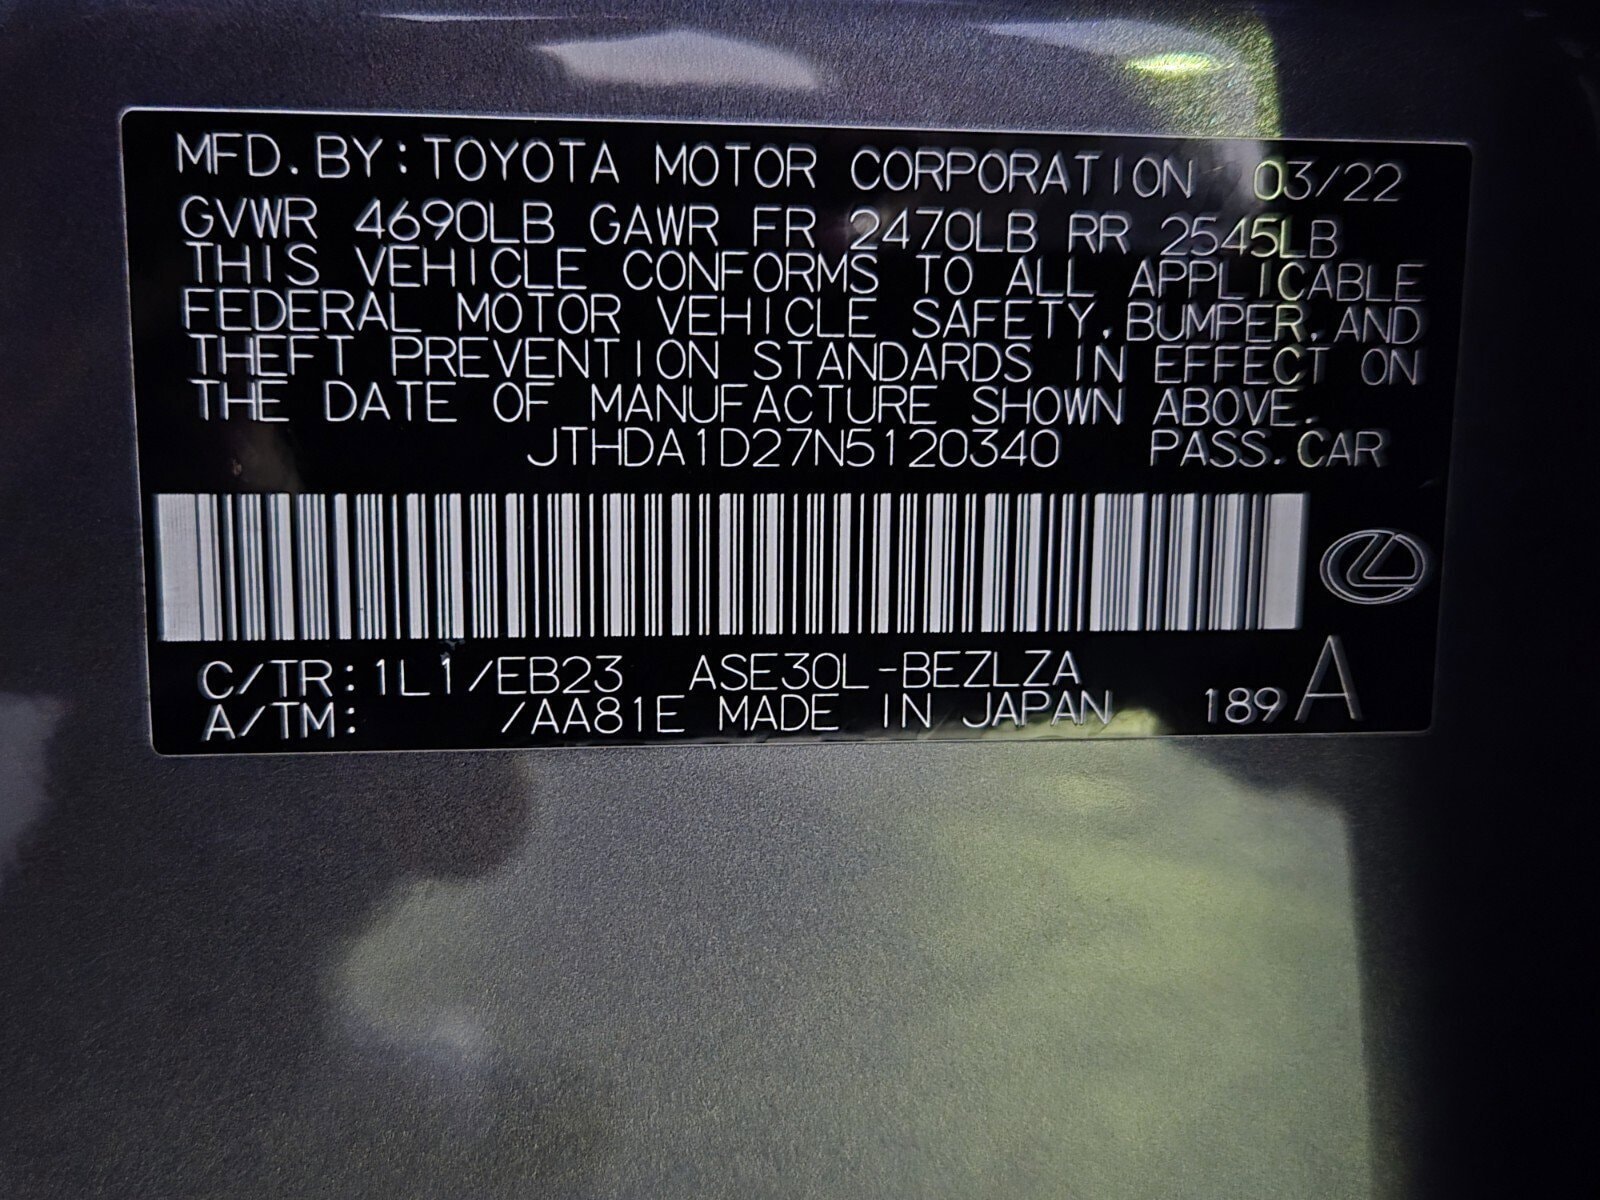 MFD. BY: TOYOTA MOTOR CORPORATION 03/22
GVWR 4690LB GAWR FR 2470LB RR 2545LB
THIS VEHICLE CONFORMS TO ALL APPLICABLE
FEDERAL MOTOR VEHICLE SAFETY, BUMPER, AND
THEFT PREVENTION STANDARDS IN EFFECT ON
THE DATE OF MANUFACTURE SHOWN ABOVE.
JTHDA1D27N5120340 PASS. CAR
C/TR: 1L1/EB23 ASE30L-BEZLZA
A/TM: /AA81E MADE IN JAPAN 189 A